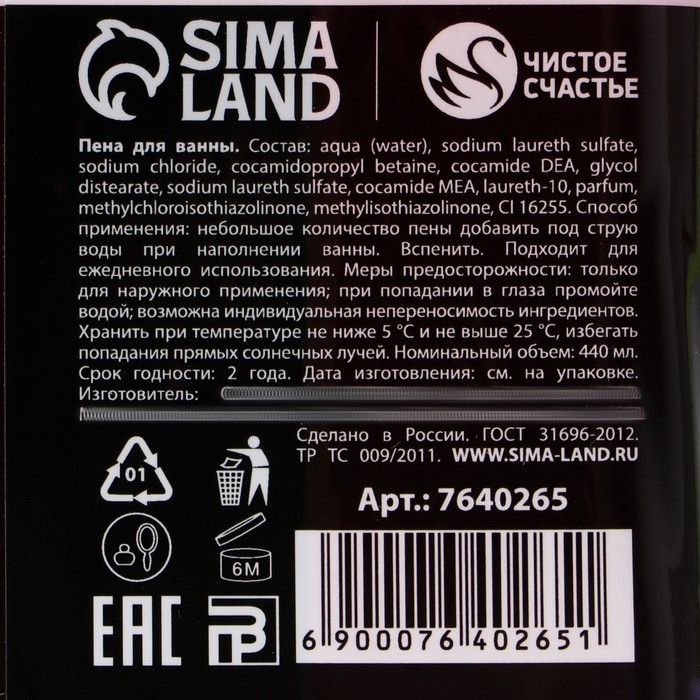 SIMA
LAND
ЧИСТОЕ
СЧАСТЬЕ
Пена для ванны. Состав: aqua (water), sodium laureth sulfate,
sodium chloride, cocamidopropyl betaine, cocamide DEA, glycol
distearate, sodium laureth sulfate, cocamide MEA, laureth-10, parfum,
methylchloroisothiazolinone, methylisothiazolinone, CI 16255. Способ
применения: небольшое количество пены добавить под струю
воды при наполнении ванны. Вспенить. Подходит для
ежедневного использования. Меры предосторожности: только
для наружного применения; при попадании в глаза промойте
водой; возможна индивидуальная непереносимость ингредиентов.
Хранить при температуре не ниже 5 °C и не выше 25 °C, избегать
попадания прямых солнечных лучей. Номинальный объем: 440 мл.
Срок годности: 2 года. Дата изготовления: см. на упаковке.
Изготовитель:
Сделано в России. ГОСТ 31696-2012.
ТР ТС 009/2011. WWW.SIMA-LAND.RU
01
Арт.: 7640265
6M
EAC
6 900076 402651